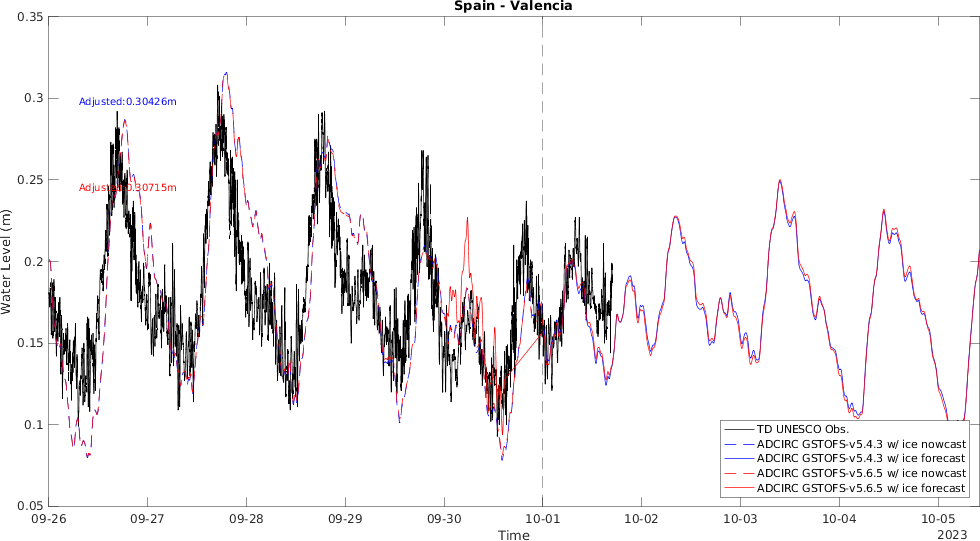 Spain - Valencia
0.35
0.3
0.25
0.2
0.15
0.1
0.05
Water Level (m)
Adjusted:0.30426m
Adjusted:0.30715m
TD UNESCO Obs.
ADCIRC GSTOFS-v5.4.3 w/ ice nowcast
ADCIRC GSTOFS-v5.4.3 w/ ice forecast
ADCIRC GSTOFS-v5.6.5 w/ ice nowcast
ADCIRC GSTOFS-v5.6.5 w/ ice forecast
09-26 09-27 09-28 09-29 09-30 10-01 10-02 10-03 10-04 10-05
Time
2023